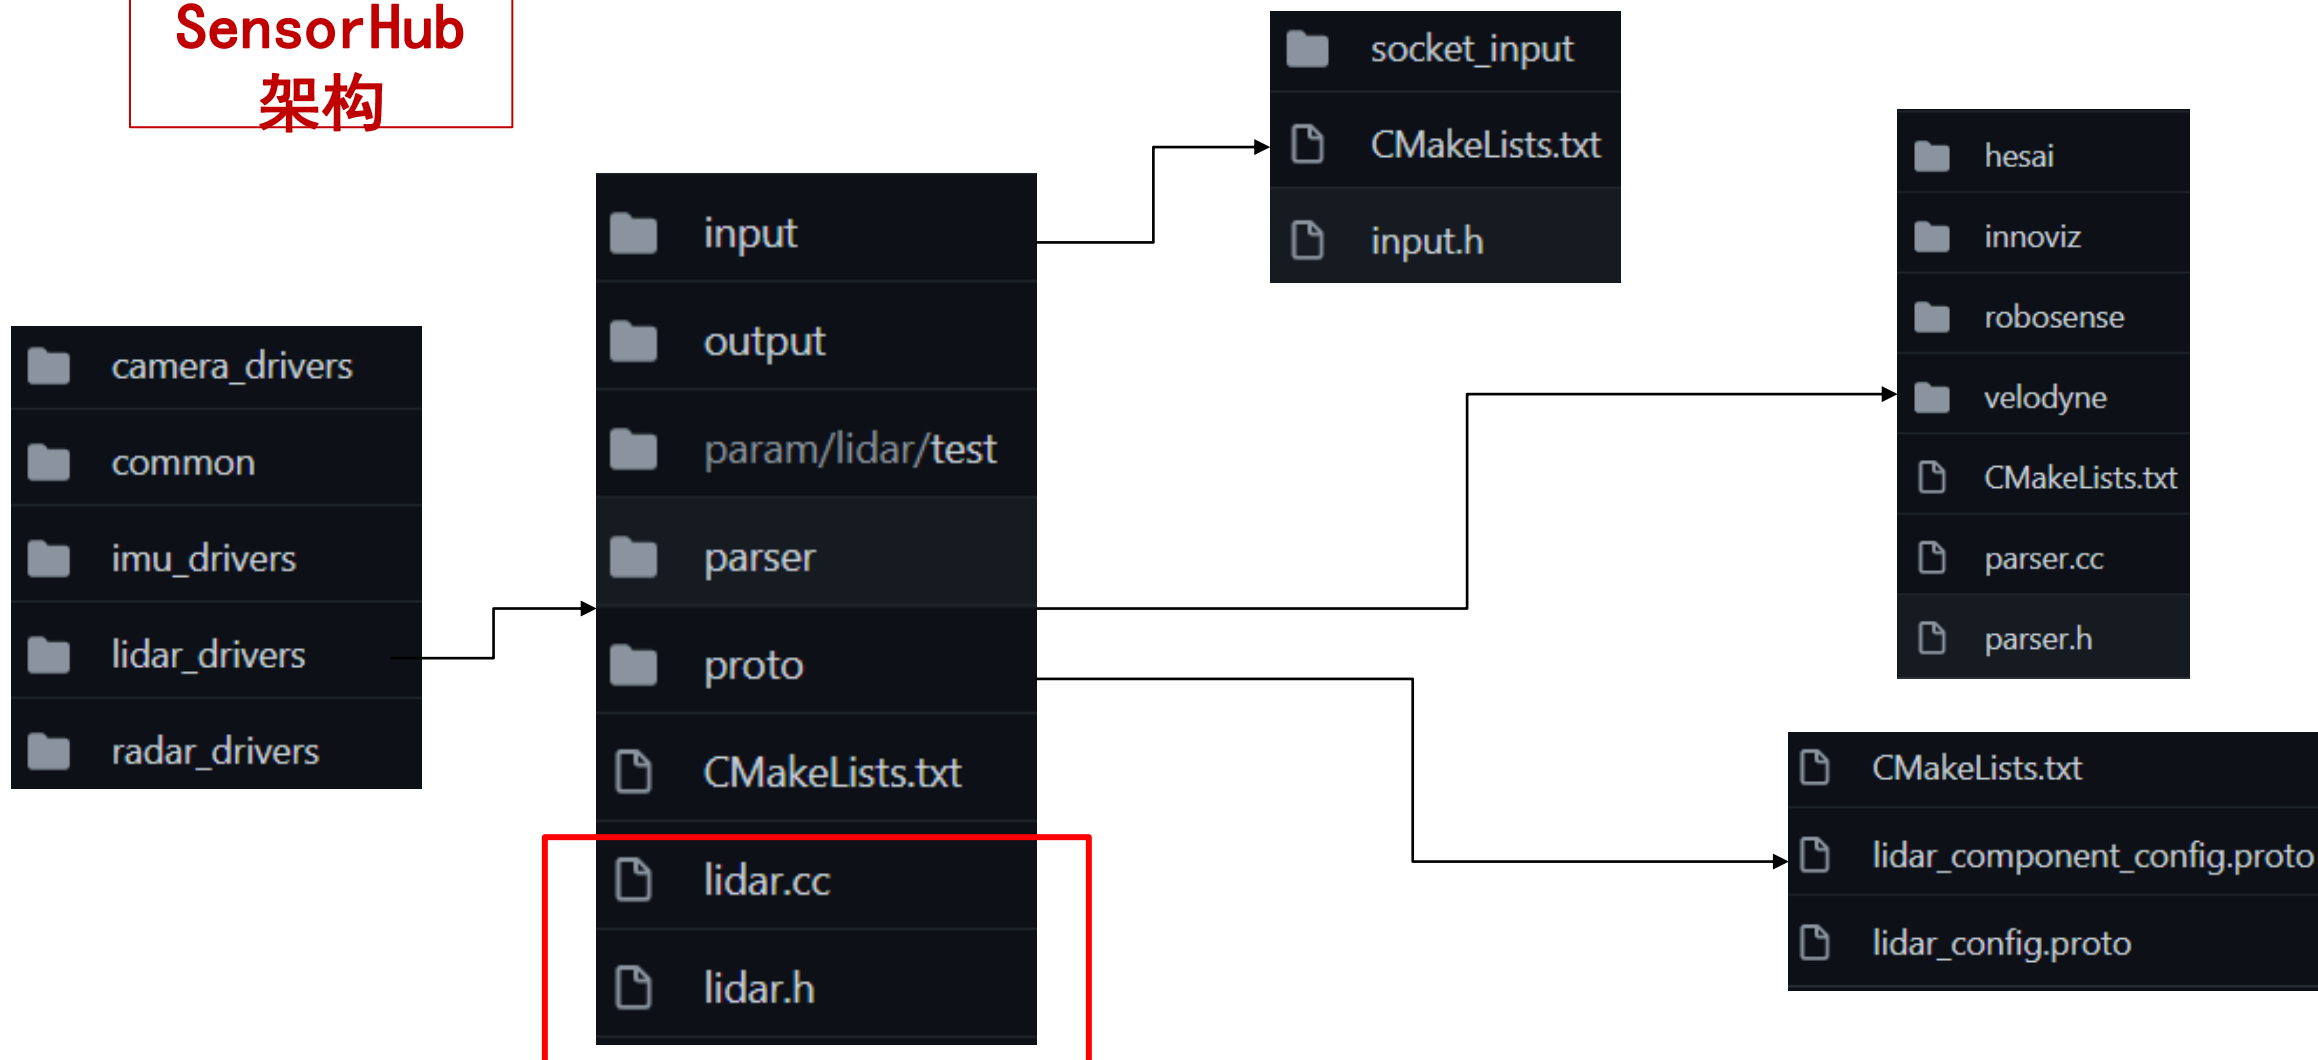 SensorHub
架构
camera_drivers
common
imu_drivers
lidar_drivers
radar_drivers
input
output
param/lidar/test
parser
proto
CMakeLists.txt
lidar.cc
lidar.h
socket_input
CMakeLists.txt
input.h
hesai
innoviz
robosense
velodyne
CMakeLists.txt
parser.cc
parser.h
CMakeLists.txt
lidar_component_config.proto
lidar_config.proto